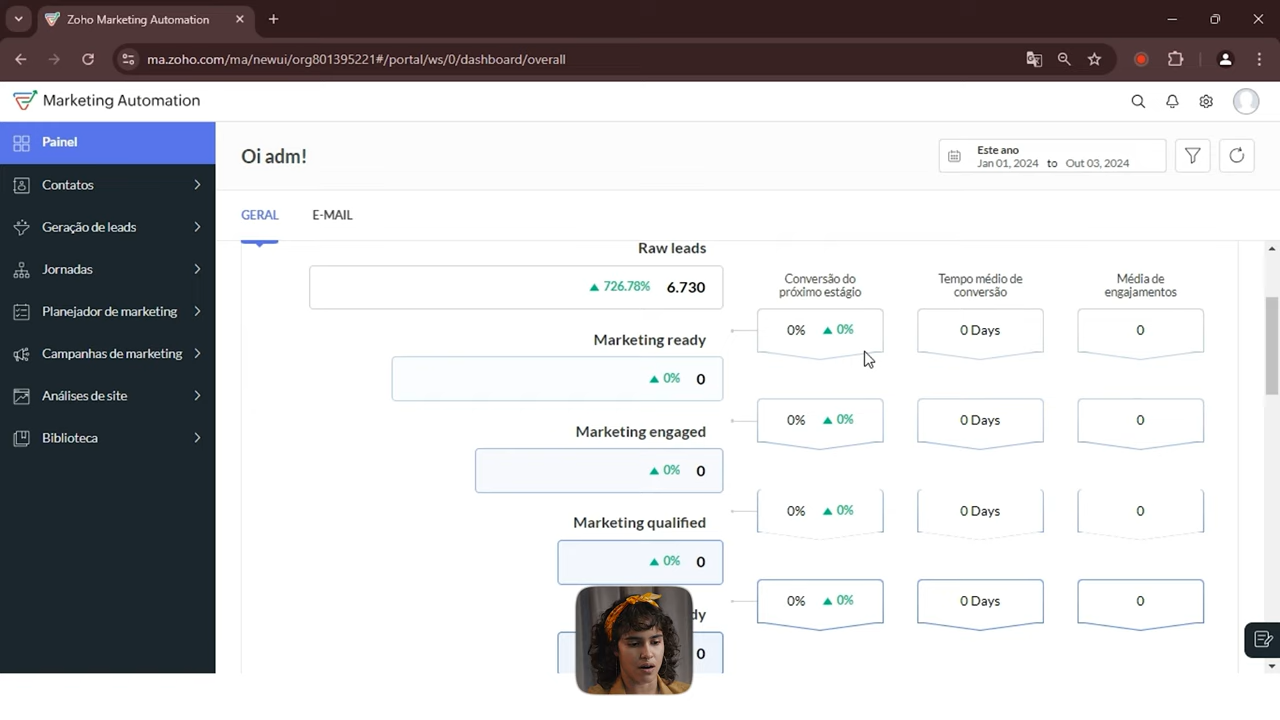 Zoho Marketing Automation
ma.zoho.com/ma/newui/org801395221#/portal/ws/0/dashboard/overall
Marketing Automation
Painel
Contatos
Geração de leads
Jornadas
Planejador de marketing
Campanhas de marketing
Análises de site
Biblioteca
Oi adm!
Este ano
Jan 01, 2024 to Out 03, 2024
GERAL E-MAIL
Raw leads
726.78% 6.730
Marketing ready
0% 0
Marketing engaged
0% 0
Marketing qualified
0% 0
dy
0
Conversão do
próximo estágio
Tempo médio de
conversão
Média de
engajamentos
0% 0% 0 Days 0
0% 0% 0 Days 0
0% 0% 0 Days 0
0% 0% 0 Days 0